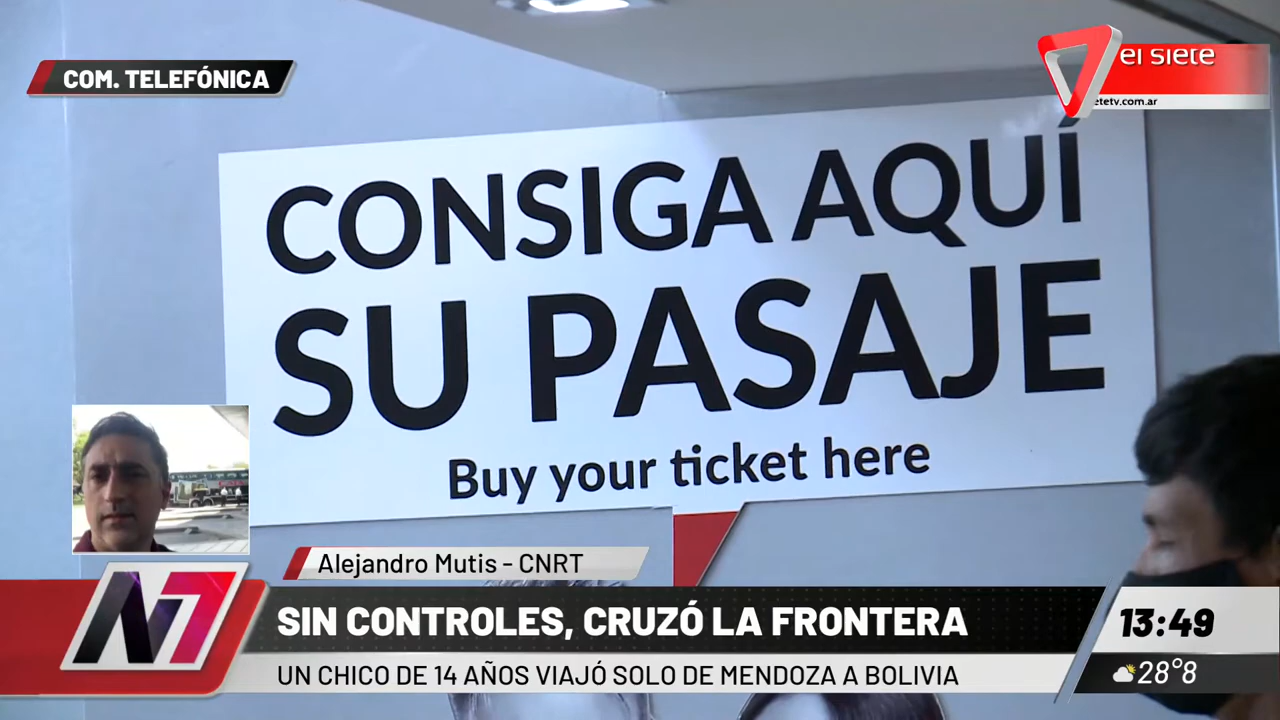 COM. TELEFÓNICA
el siete
etetv.com.ar
CONSIGA AQUÍ
SU PASAJE
Buy your ticket here
Alejandro Mutis - CNRT
N7
SIN CONTROLES, CRUZÓ LA FRONTERA
UN CHICO DE 14 AÑOS VIAJÓ SOLO DE MENDOZA A BOLIVIA
13:49
28°8